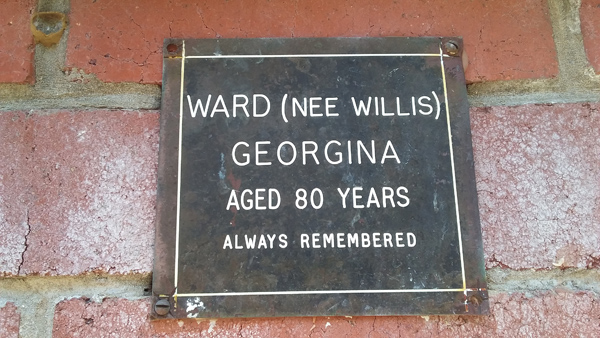 WARD (NEE WILLIS)
GEORGINA
AGED 80 YEARS
ALWAYS REMEMBERED